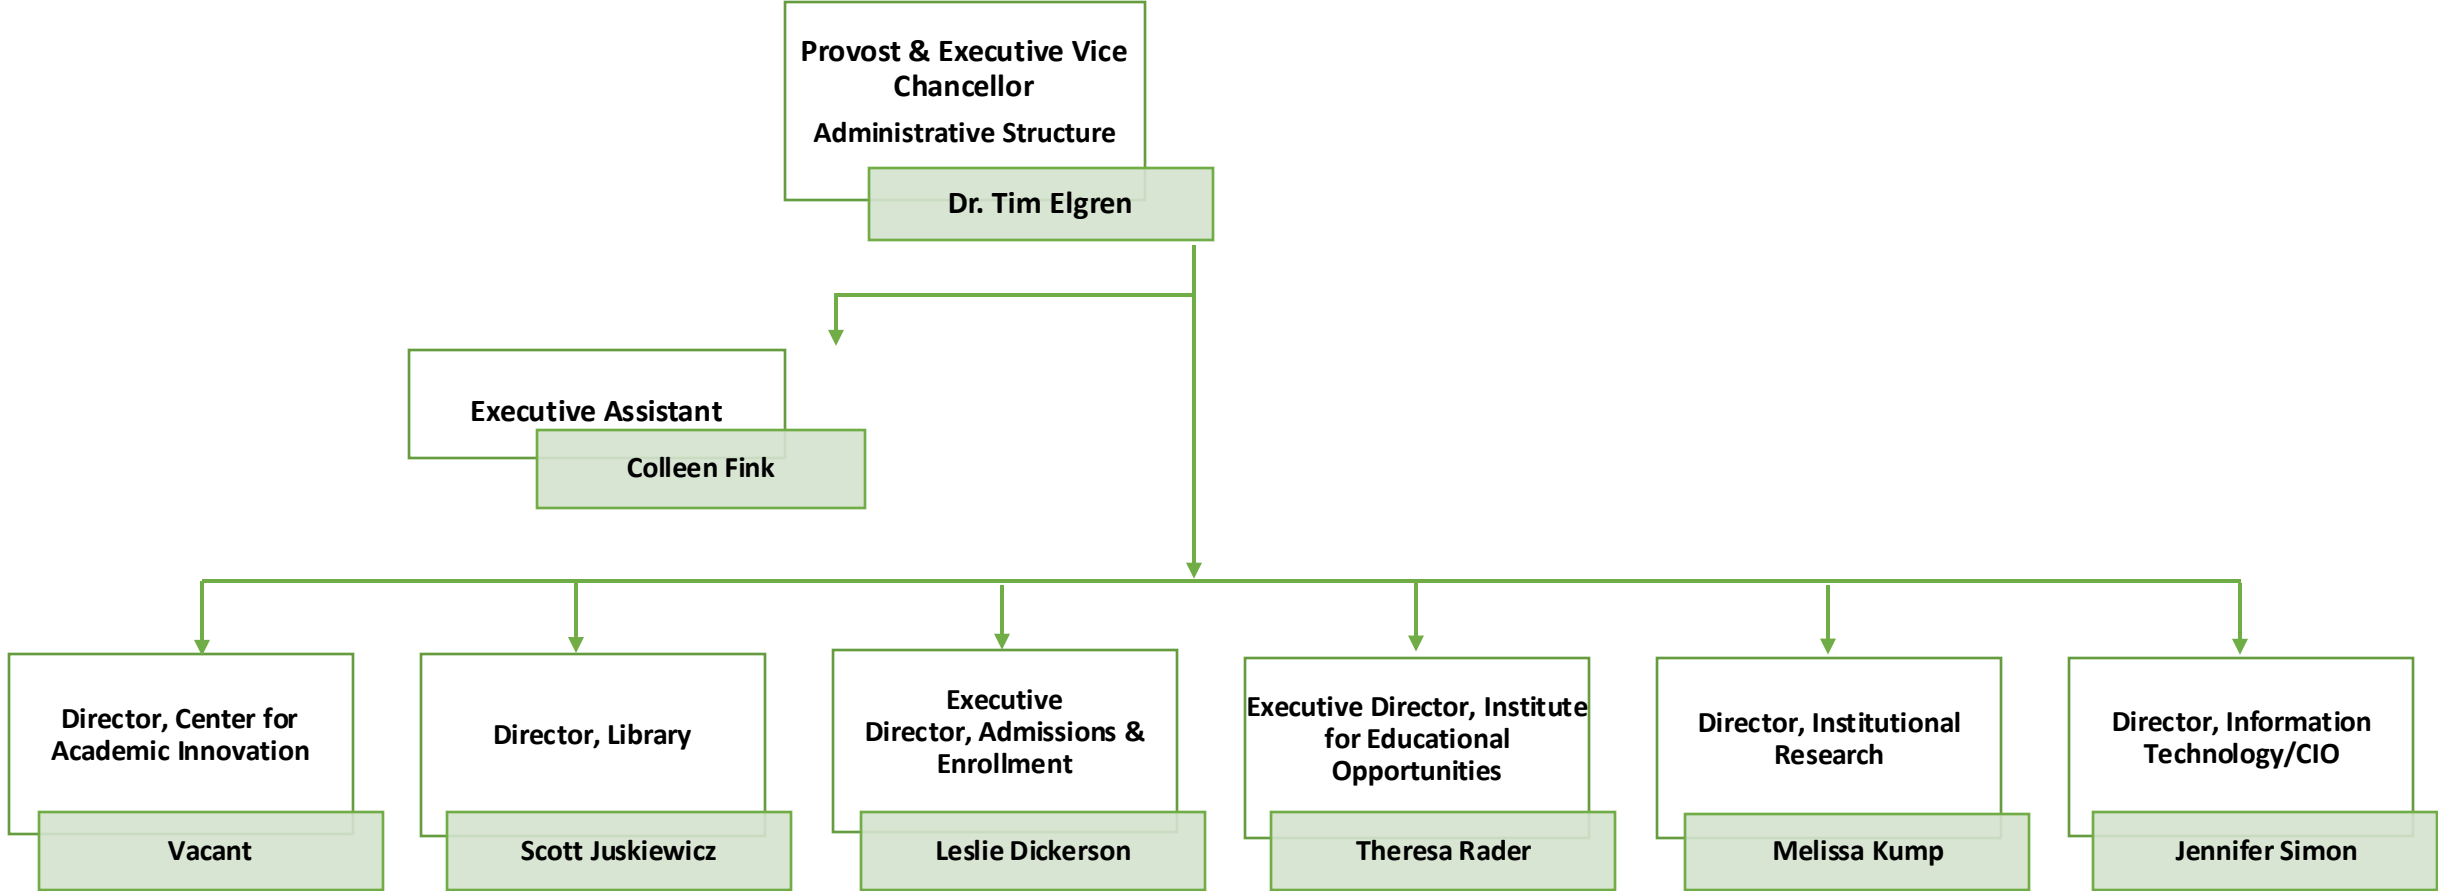 Provost & Executive Vice
Chancellor
Administrative Structure
Dr. Tim Elgren
Executive Assistant
Colleen Fink
Director, Center for
Academic Innovation
Vacant
Director, Library
Scott Juskiewicz
Executive
Director, Admissions &
Enrollment
Leslie Dickerson
Executive Director, Institute
for Educational
Opportunities
Theresa Rader
Director, Institutional
Research
Melissa Kump
Director, Information
Technology/CIO
Jennifer Simon